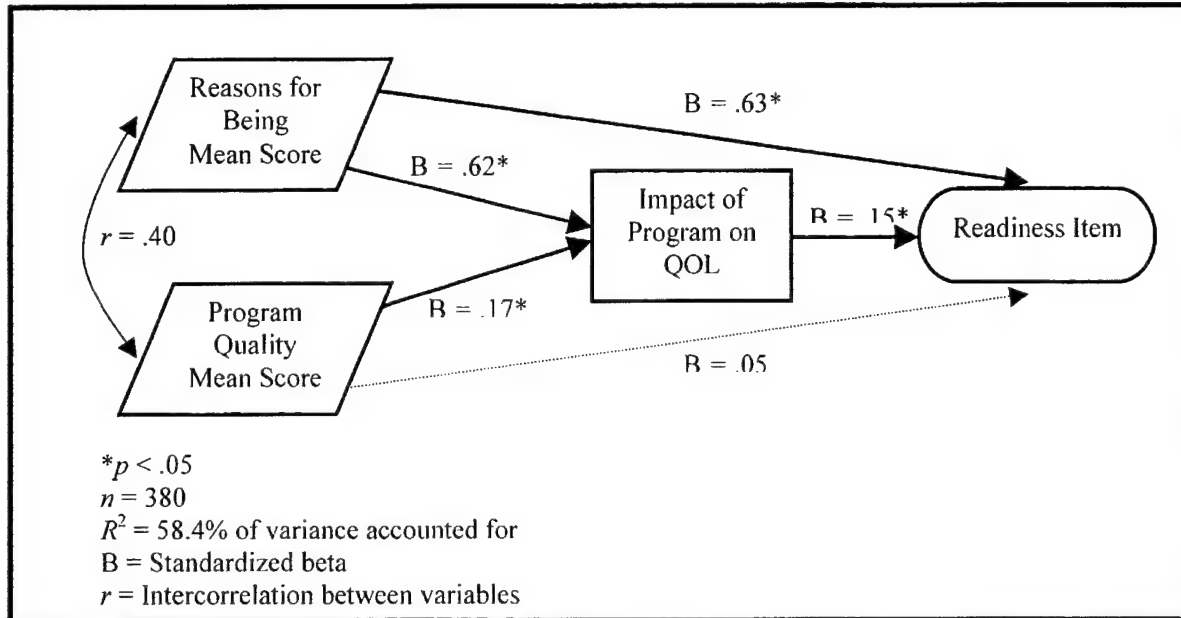 Reasons for
Being
Mean Score
B = .63*
B = .62*
Impact of
Program on
QOL
B = .15*
Readiness Item
r = .40
Program
Quality
Mean Score
B = .17*
B = .05
*p < .05
n = 380
R² = 58.4% of variance accounted for
B = Standardized beta
r = Intercorrelation between variables